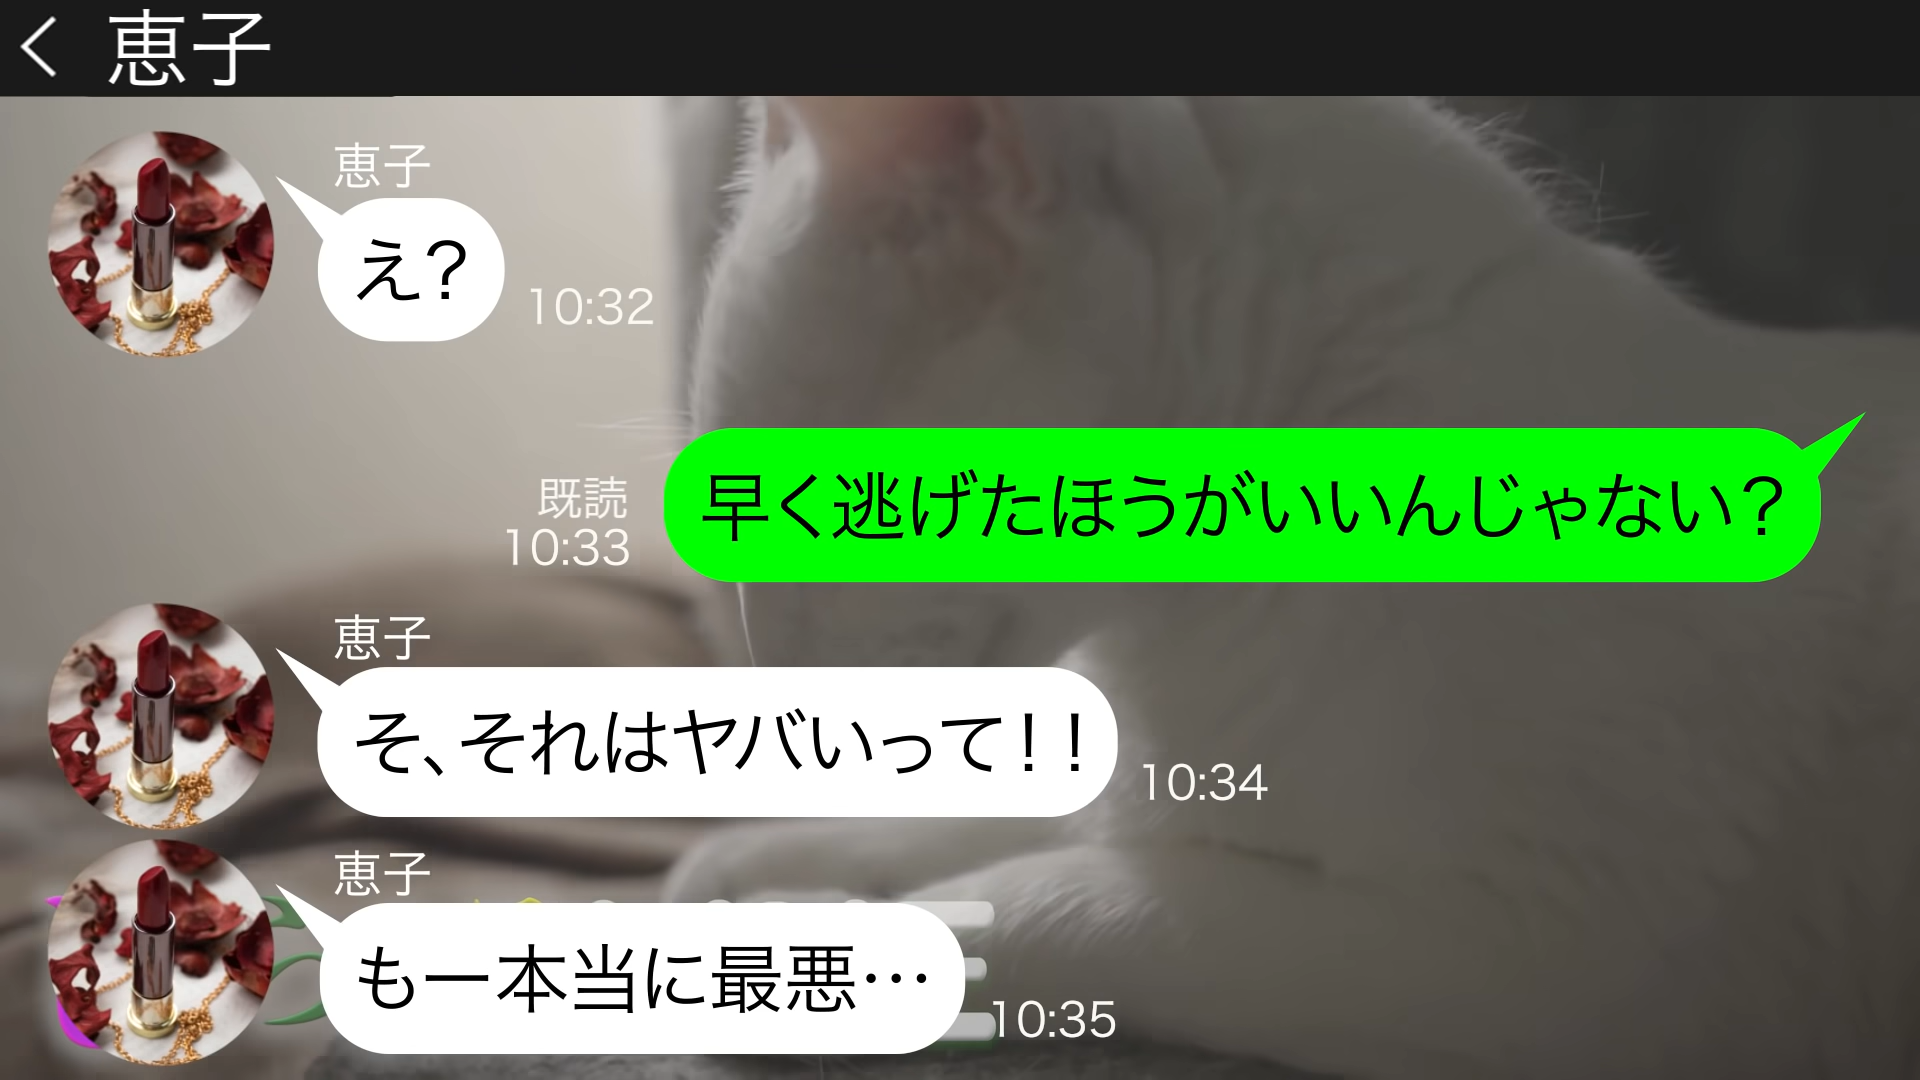 恵子
恵子
え?
10:32
早く逃げたほうがいいんじゃない?
既読
10:33
恵子
そ、それはヤバいって!!
10:34
恵子
もー本当に最悪…
10:35